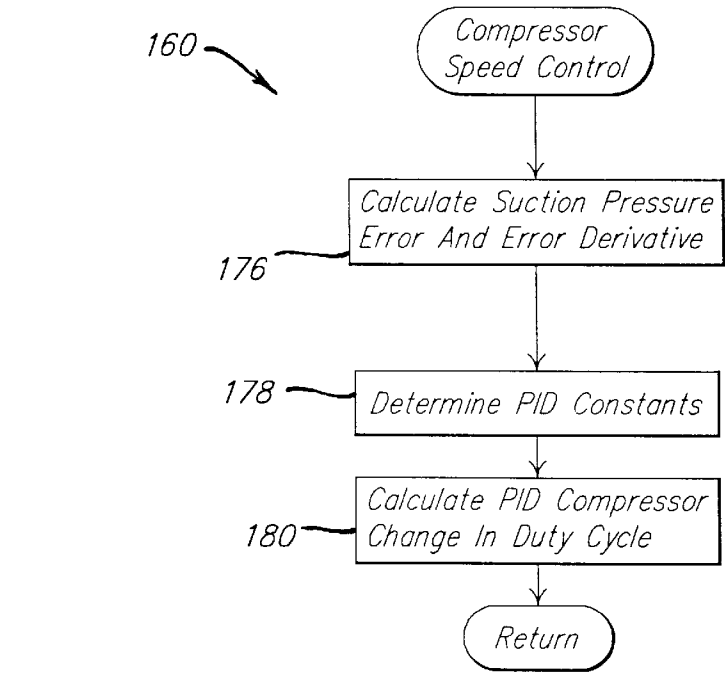 160
Compressor
Speed Control
Calculate Suction Pressure
Error And Error Derivative
176
178
Determine PID Constants
Calculate PID Compressor
Change In Duty Cycle
180
Return